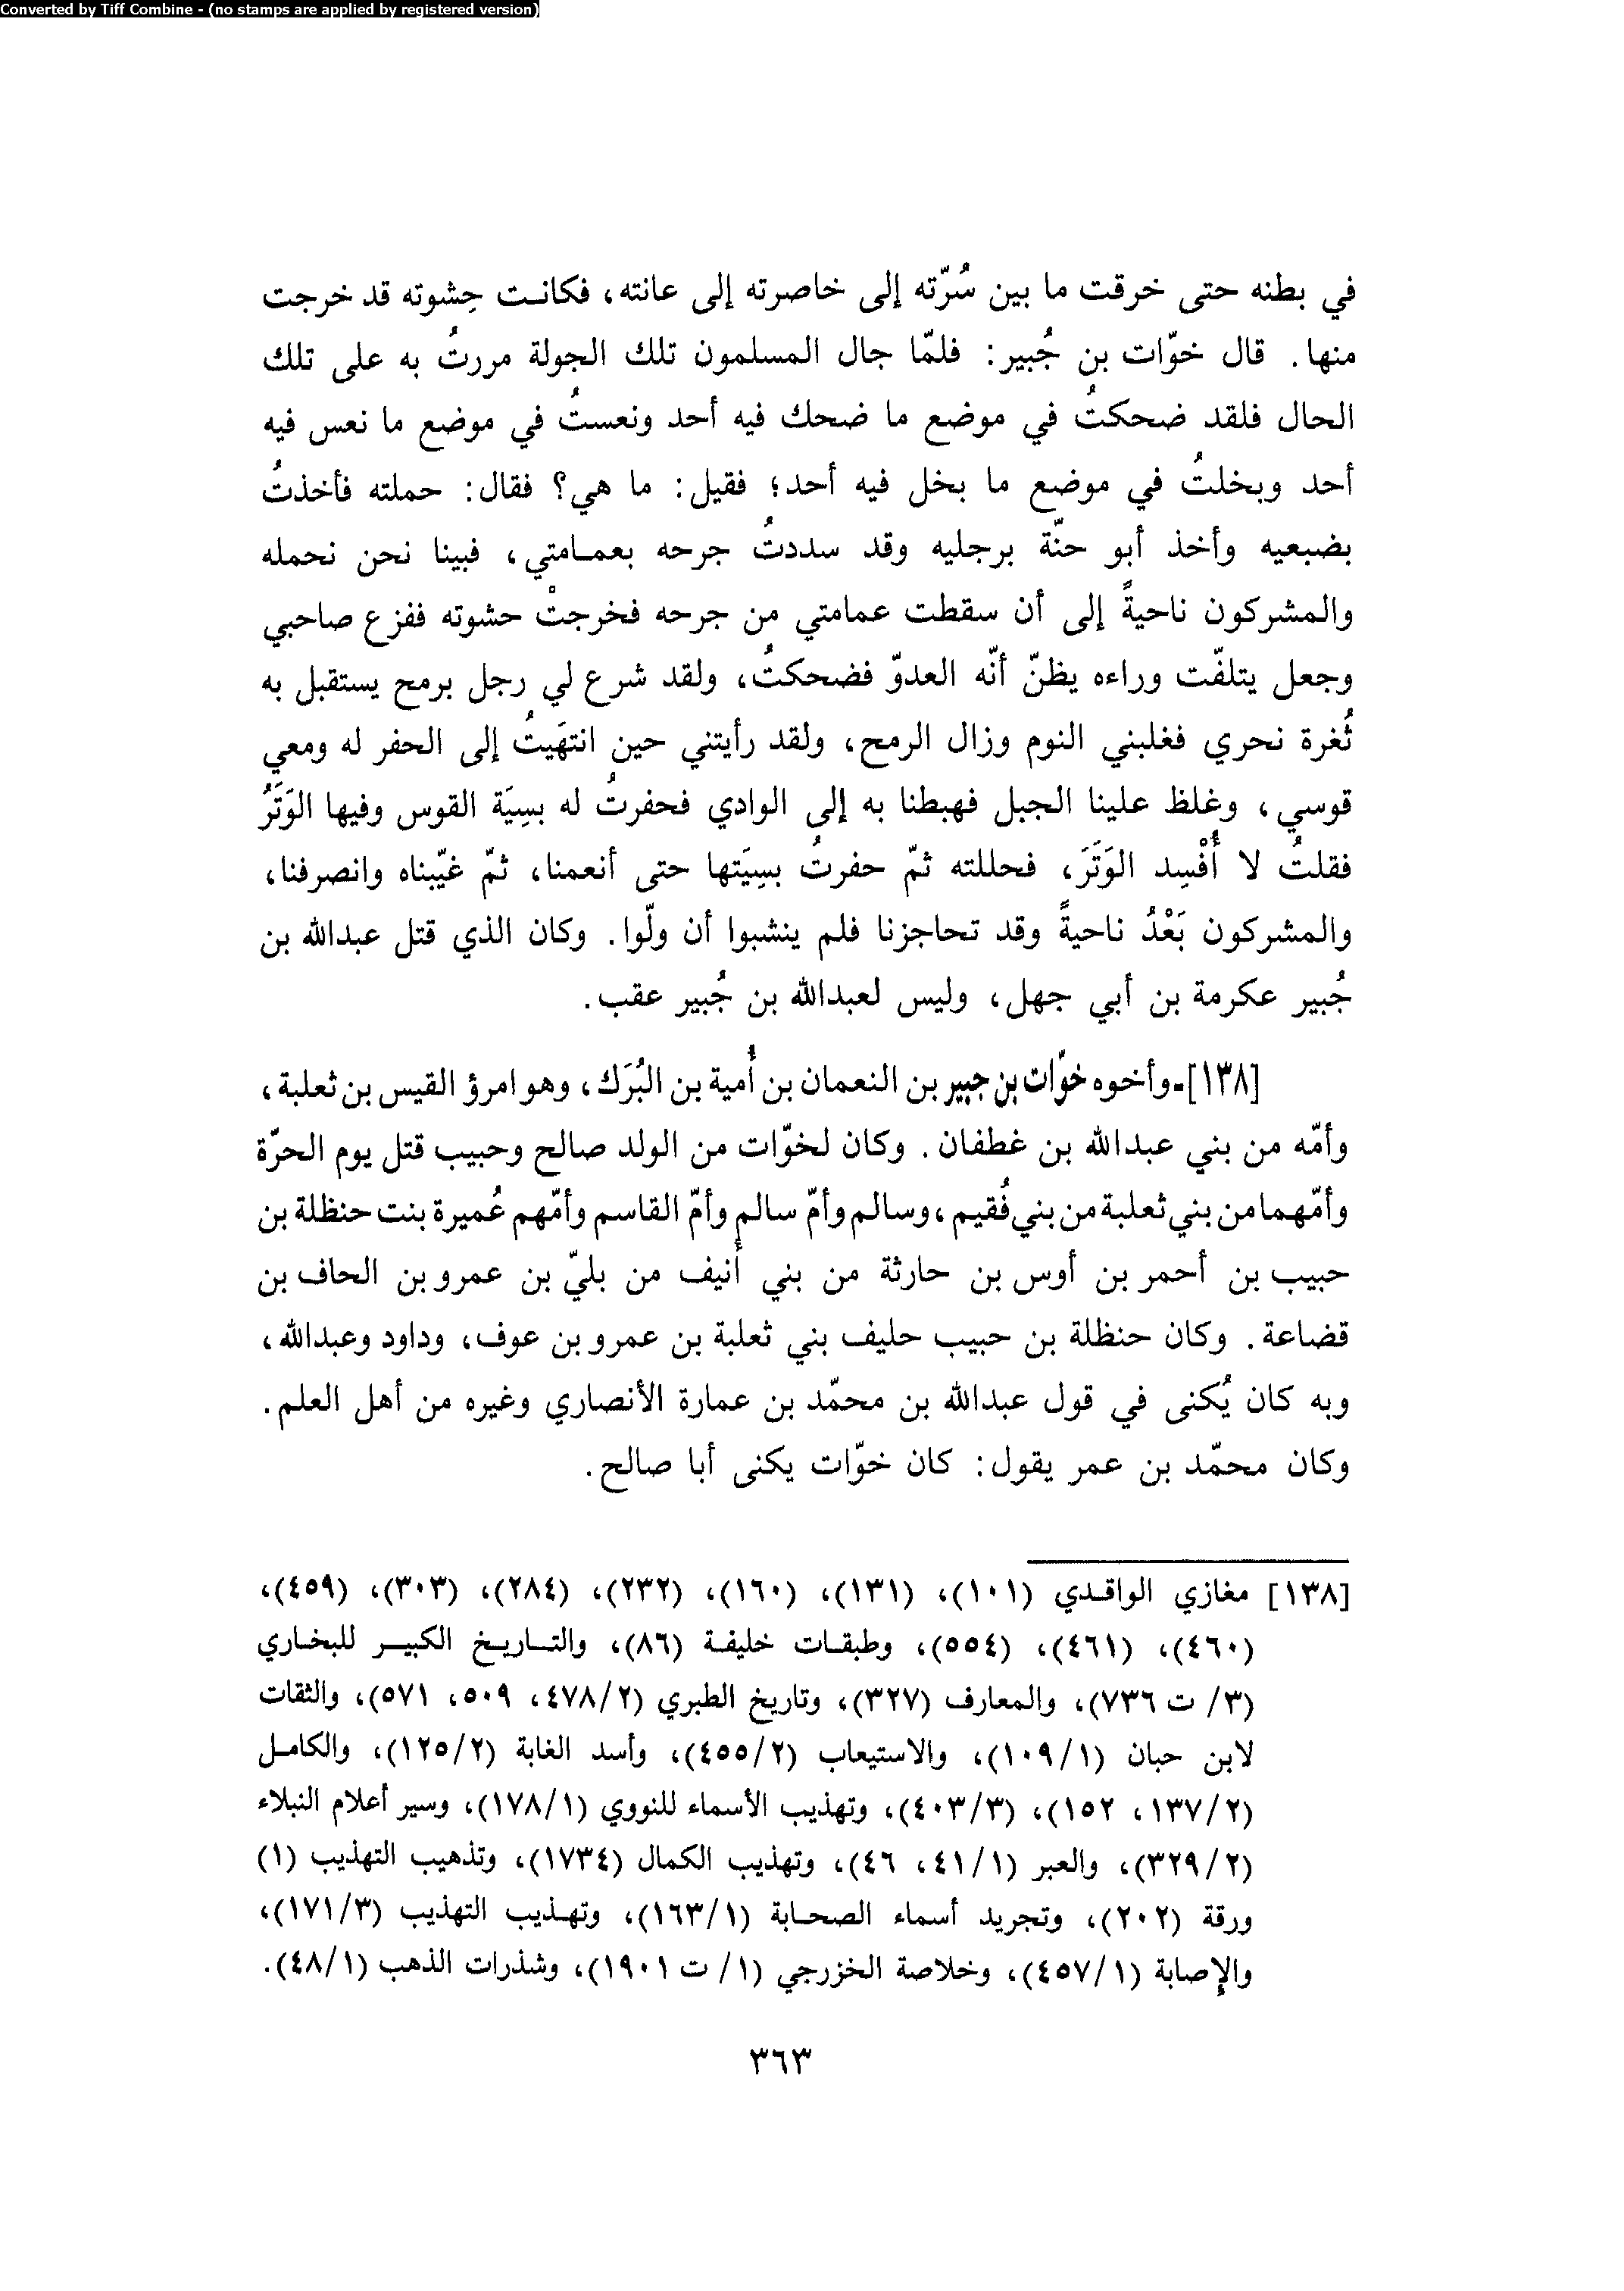 Converted by Tiff Combine - (no stamps are applied by registered version)
في بطنه حتى خرقت ما بين سُرّته إلى خاصرته إلى عانته، فكانت حِشوته قد خرجت
منها. قال خوّات بن جُبير: فلمّا جال المسلمون تلك الجولة مررتُ به على تلك
الحال فلقد ضحكتُ في موضع ما ضحك فيه أحد ونعستُ في موضع ما نعس فيه
أحد وبخلتُ في موضع ما بخل فيه أحد؛ فقيل: ما هي؟ فقال: حملته فأخذتُ
بضبعيه وأخذ أبو حنّة برجليه وقد سددتُ جرحه بعمامتي، فبينا نحن نحمله
والمشركون ناحيةً إلى أن سقطت عمامتي من جرحه فخرجتْ حشوته ففزع صاحبي
وجعل يتلفّت وراءه يظنّ أنّه العدوّ فضحكتُ، ولقد شرع لي رجل برمح يستقبل به
ثُغرة نحري فغلبني النوم وزال الرمح، ولقد رأيتني حين انتهَيتُ إلى الحفر له ومعي
قوسي، وغلظ علينا الجبل فهبطنا به إلى الوادي فحفرتُ له بسِيَة القوس وفيها الوَتَرُ
فقلتُ لا أُفْسِد الوَتَرَ، فحللته ثمّ حفرتُ بسِيَتها حتى أنعمنا، ثمّ غيّبناه وانصرفنا،
والمشركون بَعْدُ ناحيةً وقد تحاجزنا فلم ينشبوا أن ولّوا. وكان الذي قتل عبدالله بن
جُبير عكرمة بن أبي جهل، وليس لعبدالله بن جُبير عقب.
[١٣٨]-وأخوه خوّات بن جبير بن النعمان بن أُمية بن البُرَك، وهو امرؤ القيس بن ثعلبة،
وأمّه من بني عبدالله بن غطفان. وكان لخوّات من الولد صالح وحبيب قتل يوم الحرّة
وأمّهما من بني ثعلبة من بني فُقيم، وسالم وأمّ سالم وأمّ القاسم وأمّهم عُميرة بنت حنظلة بن
حبيب بن أحمر بن أوس بن حارثة من بني أُنيف من بليّ بن عمرو بن الحاف بن
قضاعة. وكان حنظلة بن حبيب حليف بني ثعلبة بن عمرو بن عوف، وداود وعبدالله،
وبه كان يُكنى في قول عبدالله بن محمّد بن عمارة الأنصاري وغيره من أهل العلم.
وكان محمّد بن عمر يقول: كان خوّات يكنى أبا صالح.
[١٣٨] مغازي الواقدي (١٠١)، (١٣١)، (١٦٠)، (٢٣٢)، (٢٨٤)، (٣٠٣)، (٤٥٩)،
(٤٦٠)، (٤٦١)، (٥٥٤)، وطبقات خليفة (٨٦)، والتاريخ الكبير للبخاري
(٣/ ت ٧٣٦)، والمعارف (٣٢٧)، وتاريخ الطبري (٤٧٨/٢، ٥٠٩، ٥٧١)، والثقات
لابن حبان (١٠٩/١)، والاستيعاب (٤٥٥/٢)، وأسد الغابة (١٢٥/٢)، والكامل
(١٣٧/٢، ١٥٢)، (٤٠٣/٣)، وتهذيب الأسماء للنووي (١٧٨/١)، وسير أعلام النبلاء
(٣٢٩/٢)، والعبر (٤١/١، ٤٦)، وتهذيب الكمال (١٧٣٤)، وتذهيب التهذيب (١)
ورقة (٢٠٢)، وتجريد أسماء الصحابة (١٦٣/١)، وتهذيب التهذيب (١٧١/٣)،
والإصابة (٤٥٧/١)، وخلاصة الخزرجي (١/ ت ١٩٠١)، وشذرات الذهب (٤٨/١).
٣٦٣